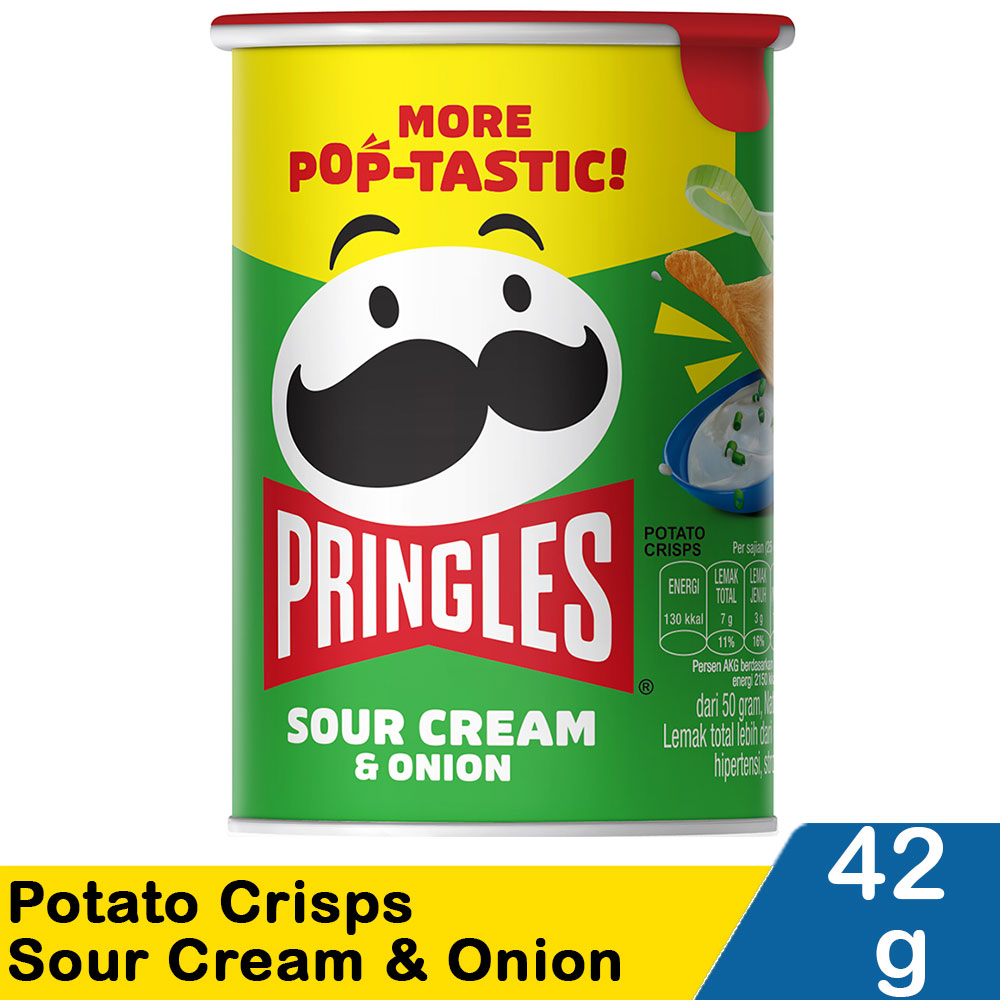 MORE
POP-TASTIC!
PRINGLES
®
SOUR CREAM
& ONION
POTATO
CRISPS
Per sajian
ENERGI
130 kkal
LEMAK
TOTAL
7 g
11%
LEMAK
JENUH
3 g
16%
Persen AKG berdasarkan
energi 2150
dari 50 gram,
Lemak total lebih dari
hipertensi,
Potato Crisps
Sour Cream & Onion
42
g